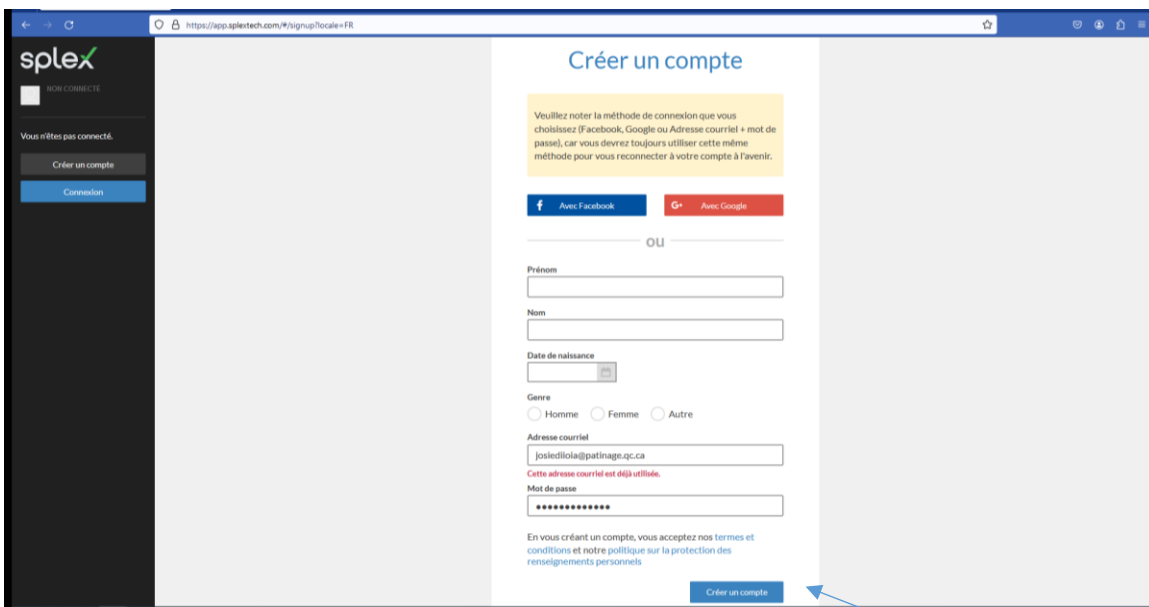 https://app.splextech.com/#/signup?locale=FR
splex
NON CONNECTÉ
Vous n'êtes pas connecté.
Créer un compte
Connexion
Créer un compte
Veuillez noter la méthode de connexion que vous
choisissez (Facebook, Google ou Adresse courriel + mot de
passe), car vous devrez toujours utiliser cette même
méthode pour vous reconnecter à votre compte à l'avenir.
f Avec Facebook
G+ Avec Google
ou
Prénom
Nom
Date de naissance
Genre
Homme Femme Autre
Adresse courriel
josiediioia@patinage.qc.ca
Cette adresse courriel est déjà utilisée.
Mot de passe
En vous créant un compte, vous acceptez nos termes et
conditions et notre politique sur la protection des
renseignements personnels
Créer un compte